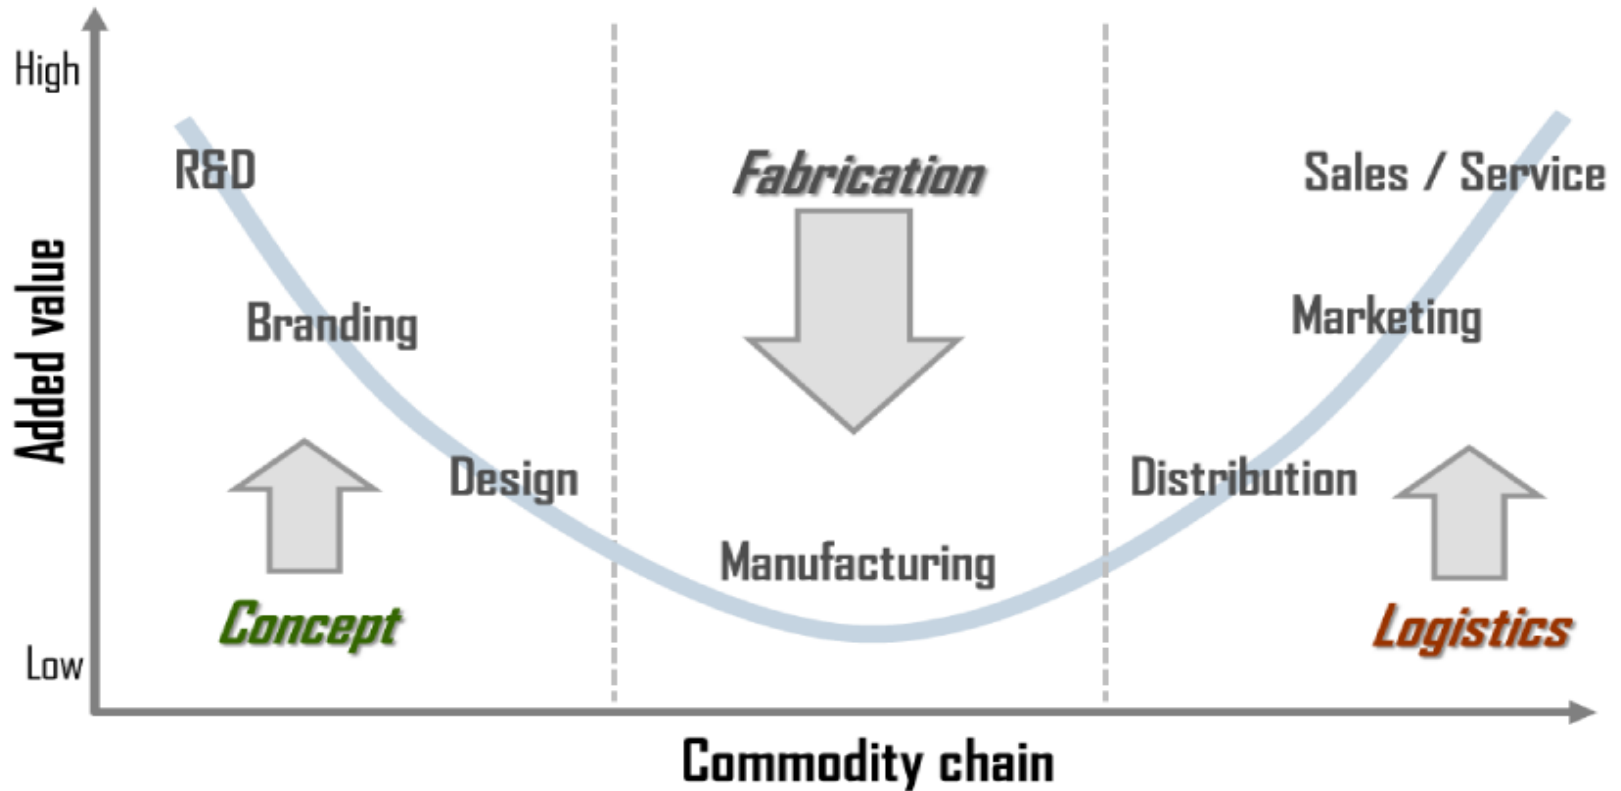 High
R&D
Fabrication
Sales / Service
Added value
Branding
Marketing
Design
Distribution
Manufacturing
Concept
Logistics
Low
Commodity chain